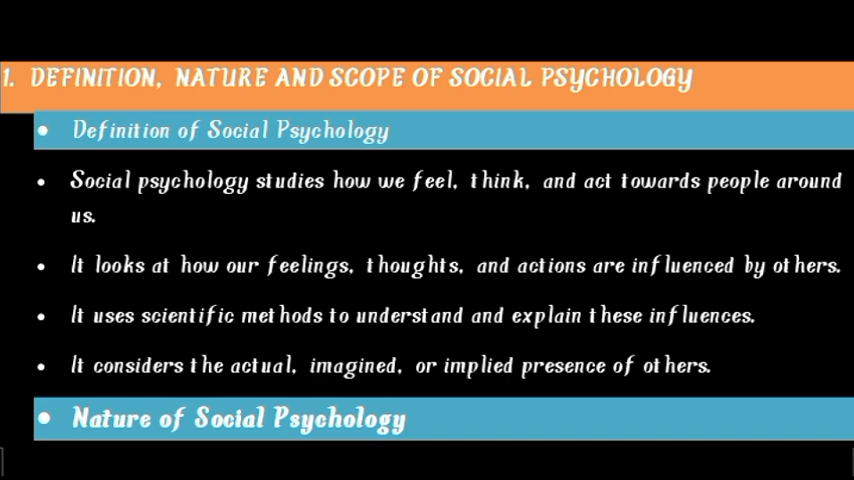 1. DEFINITION, NATURE AND SCOPE OF SOCIAL PSYCHOLOGY
• Definition of Social Psychology
• Social psychology studies how we feel, think, and act towards people around
us.
• It looks at how our feelings, thoughts, and actions are influenced by others.
• It uses scientific methods to understand and explain these influences.
• It considers the actual, imagined, or implied presence of others.
• Nature of Social Psychology